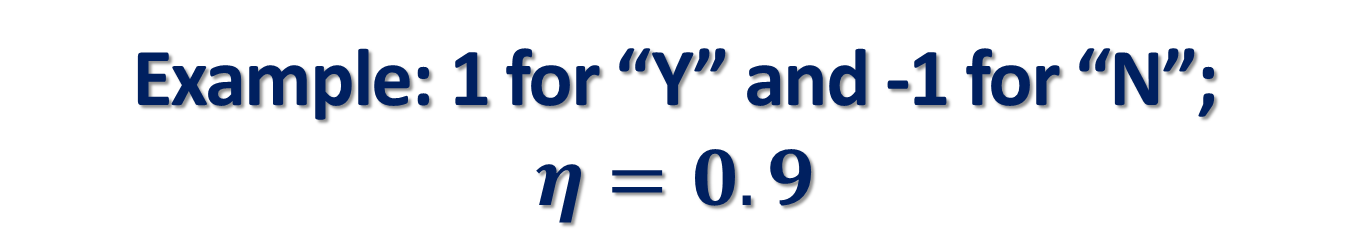 Example: 1 for “Y” and -1 for “N”;
𝜼 = 𝟎. 𝟗